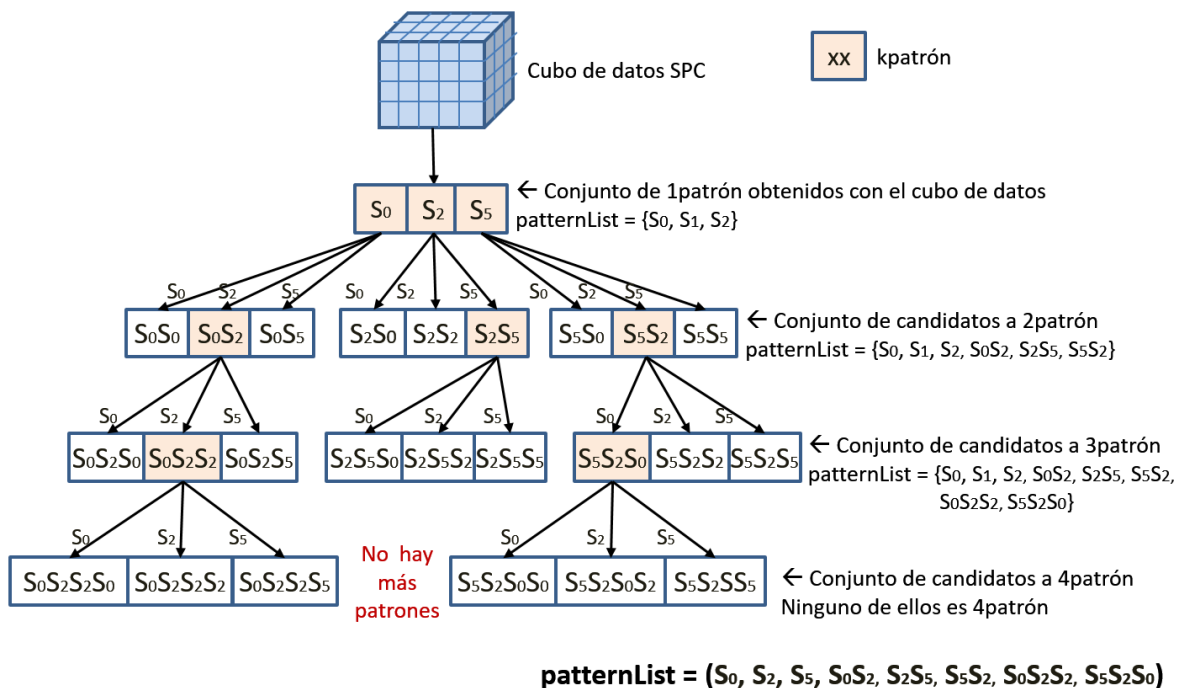 Cubo de datos SPC
xx kpatrón
← Conjunto de 1patrón obtenidos con el cubo de datos
S₀ S₂ S₅
patternList = {S₀, S₁, S₂}
S₀ S₂ S₅ S₀ S₂ S₅ S₀ S₂ S₅
S₀S₀ S₀S₂ S₀S₅ S₂S₀ S₂S₂ S₂S₅ S₅S₀ S₅S₂ S₅S₅
← Conjunto de candidatos a 2patrón
patternList = {S₀, S₁, S₂, S₀S₂, S₂S₅, S₅S₂}
S₀ S₂ S₅ S₀ S₂ S₅ S₀ S₂ S₅
S₀S₂S₀ S₀S₂S₂ S₀S₂S₅ S₂S₅S₀ S₂S₅S₂ S₂S₅S₅ S₅S₂S₀ S₅S₂S₂ S₅S₂S₅
← Conjunto de candidatos a 3patrón
patternList = {S₀, S₁, S₂, S₀S₂, S₂S₅, S₅S₂,
S₀S₂S₂, S₅S₂S₀}
S₀ S₂ S₅ S₀ S₂ S₅
S₀S₂S₂S₀ S₀S₂S₂S₂ S₀S₂S₂S₅
No hay
más
patrones
S₅S₂S₀S₀ S₅S₂S₀S₂ S₅S₂SS₅
← Conjunto de candidatos a 4patrón
Ninguno de ellos es 4patrón
patternList = (S₀, S₂, S₅, S₀S₂, S₂S₅, S₅S₂, S₀S₂S₂, S₅S₂S₀)